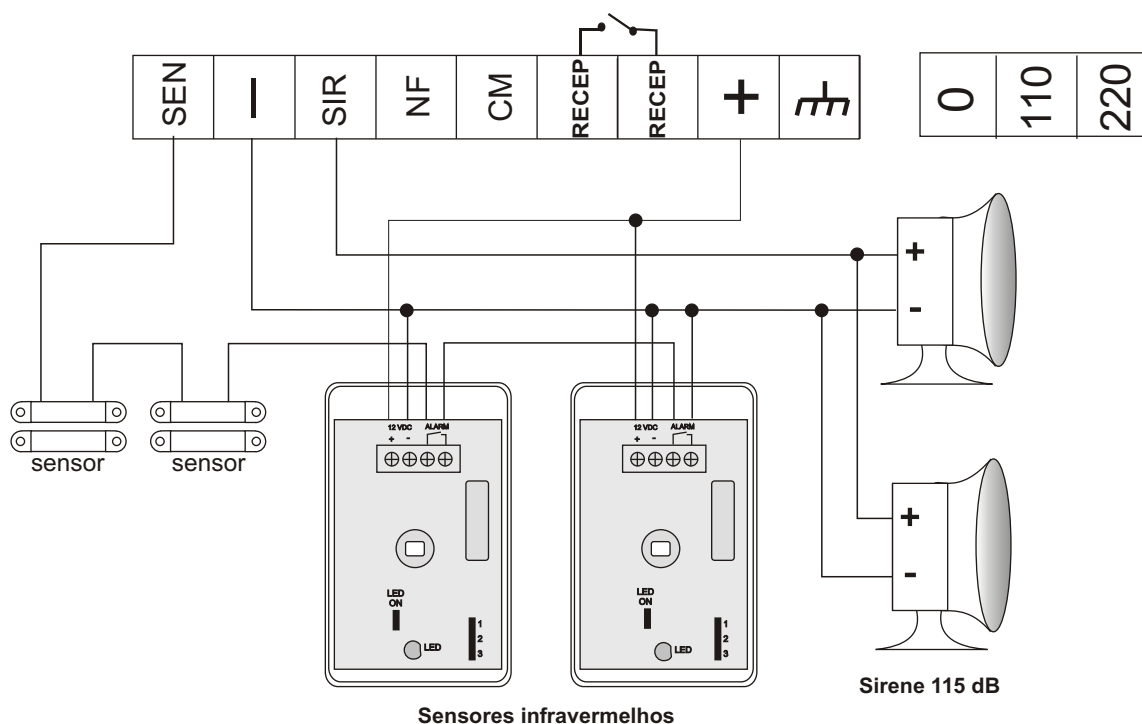 SEN — SIR NF CM RECEP RECEP +
0 110 220
+
-
sensor sensor
12 VDC ALARM
+ -
LED
ON
LED
1
2
3
12 VDC ALARM
+ -
LED
ON
LED
1
2
3
+
-
Sirene 115 dB
Sensores infravermelhos